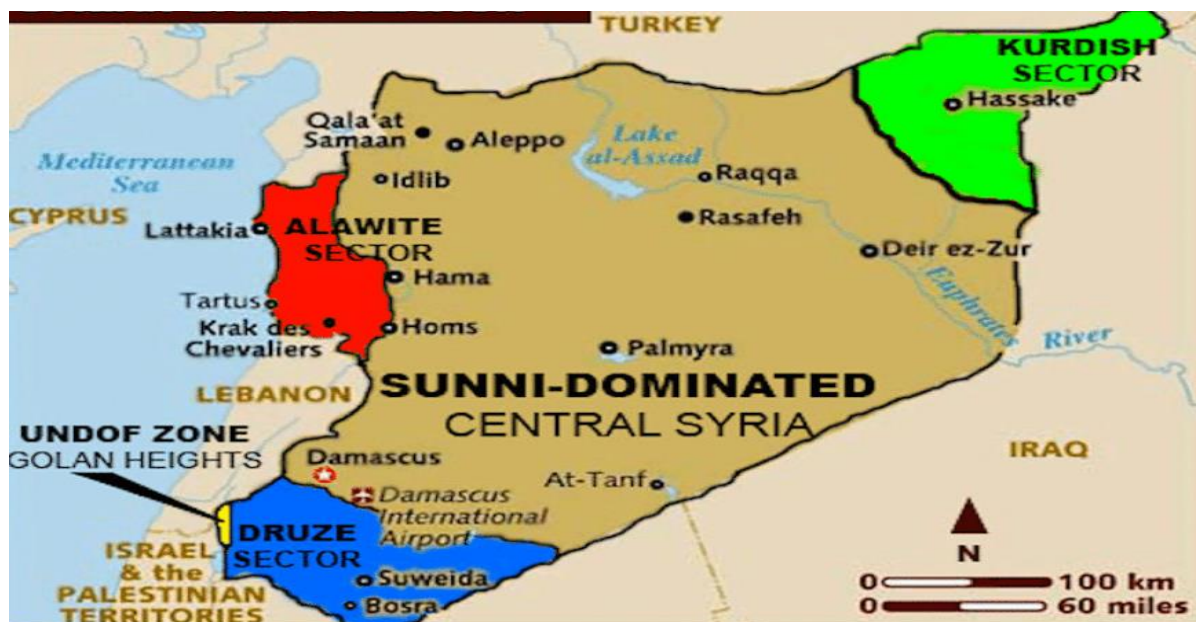 TURKEY
KURDISH
SECTOR
Hassake
Qala'at
Samaan
Aleppo
Lake
al-Assad
Mediterranean
Sea
Idlib
Raqqa
CYPRUS
Lattakia
ALAWITE
SECTOR
Rasafeh
Deir ez-Zur
Hama
Euphrates
River
Tartus
Krak des
Chevaliers
Homs
Palmyra
LEBANON
SUNNI-DOMINATED
CENTRAL SYRIA
UNDOF ZONE
GOLAN HEIGHTS
Damascus
IRAQ
At-Tanf
Damascus
International
Airport
DRUZE
SECTOR
ISRAEL
& the
PALESTINIAN
TERRITORIES
Suweida
Bosra
N
0 100 km
0 60 miles